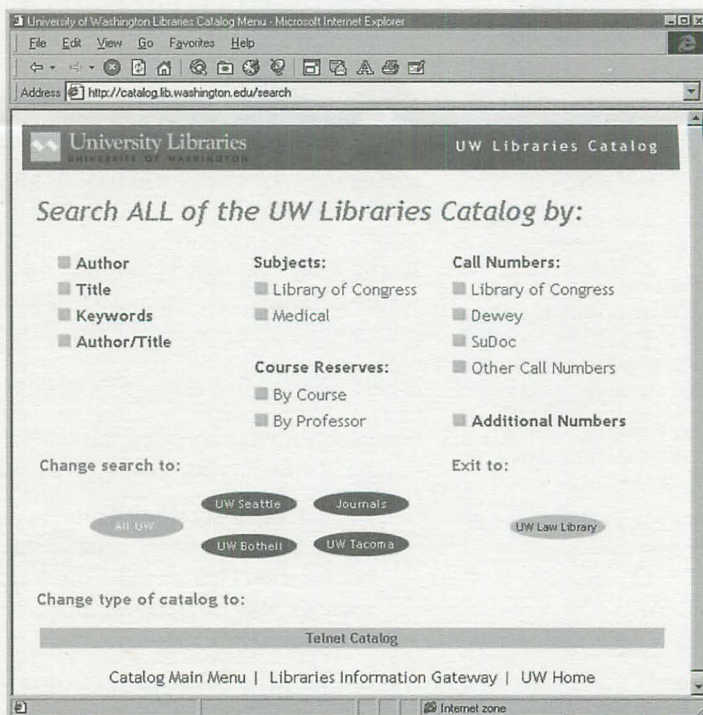 University of Washington Libraries Catalog Menu - Microsoft Internet Explorer
File Edit View Go Favorites Help
Address http://catalog.lib.washington.edu/search
University Libraries
UNIVERSITY OF WASHINGTON
UW Libraries Catalog
Search ALL of the UW Libraries Catalog by:
Author
Title
Keywords
Author/Title
Subjects:
Library of Congress
Medical
Course Reserves:
By Course
By Professor
Call Numbers:
Library of Congress
Dewey
SuDoc
Other Call Numbers
Additional Numbers
Change search to:
All UW
UW Seattle
Journals
UW Bothell
UW Tacoma
Exit to:
UW Law Library
Change type of catalog to:
Telnet Catalog
Catalog Main Menu | Libraries Information Gateway | UW Home
Internet zone